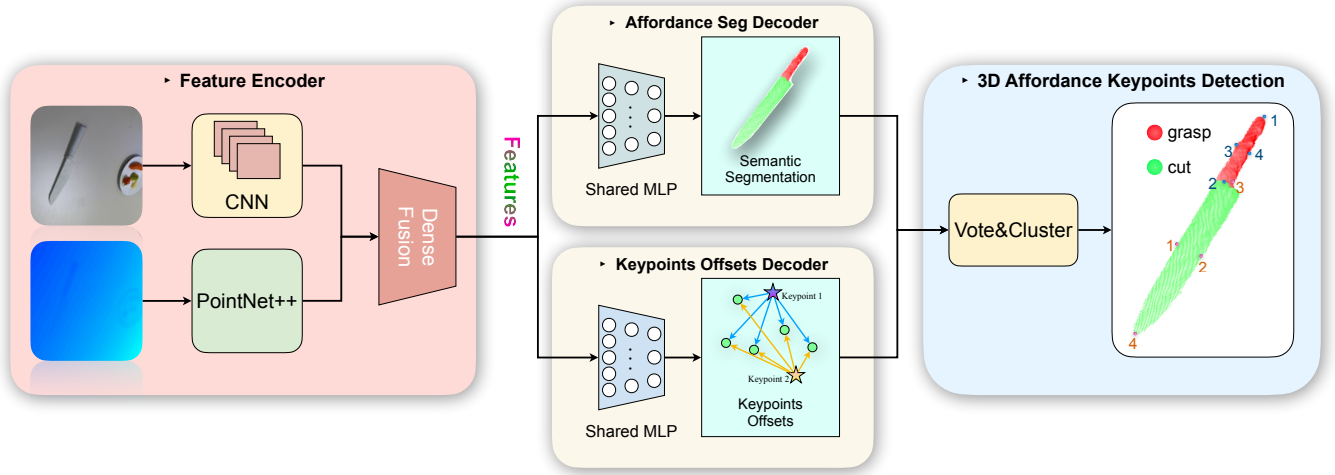 ‣ Feature Encoder
CNN
PointNet++
Dense
Fusion
Features
‣ Affordance Seg Decoder
Shared MLP
Semantic
Segmentation
‣ Keypoints Offsets Decoder
Shared MLP
Keypoint 1
Keypoint 2
Keypoints
Offsets
Vote&Cluster
‣ 3D Affordance Keypoints Detection
grasp
cut
1
3
4
2
3
1
2
4